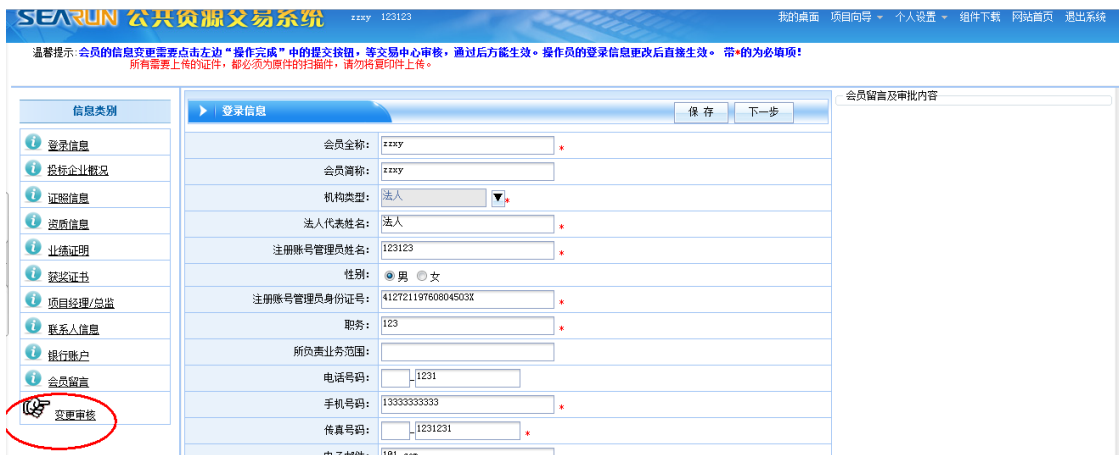 SEARUN 公共资源交易系统 zzxy 123123 我的桌面 项目向导 个人设置 组件下载 网站首页 退出系统
温馨提示:会员的信息变更需要点击左边“操作完成”中的提交按钮，等交易中心审核，通过后方能生效。操作员的登录信息更改后直接生效。 带*的为必填项!
所有需要上传的证件，都必须为原件的扫描件，请勿将复印件上传。
信息类别
登录信息
投标企业概况
证照信息
资质信息
业绩证明
获奖证书
项目经理/总监
联系人信息
银行账户
会员留言
变更审核
登录信息 保 存 下一步
会员全称: zzxy *
会员简称: zzxy
机构类型: 法人 *
法人代表姓名: 法人 *
注册账号管理员姓名: 123123 *
性别: 男 女
注册账号管理员身份证号: 41272119760804503X *
职务: 123 *
所负责业务范围:
电话号码: - 1231
手机号码: 13333333333 *
传真号码: - 1231231 *
会员留言及审批内容